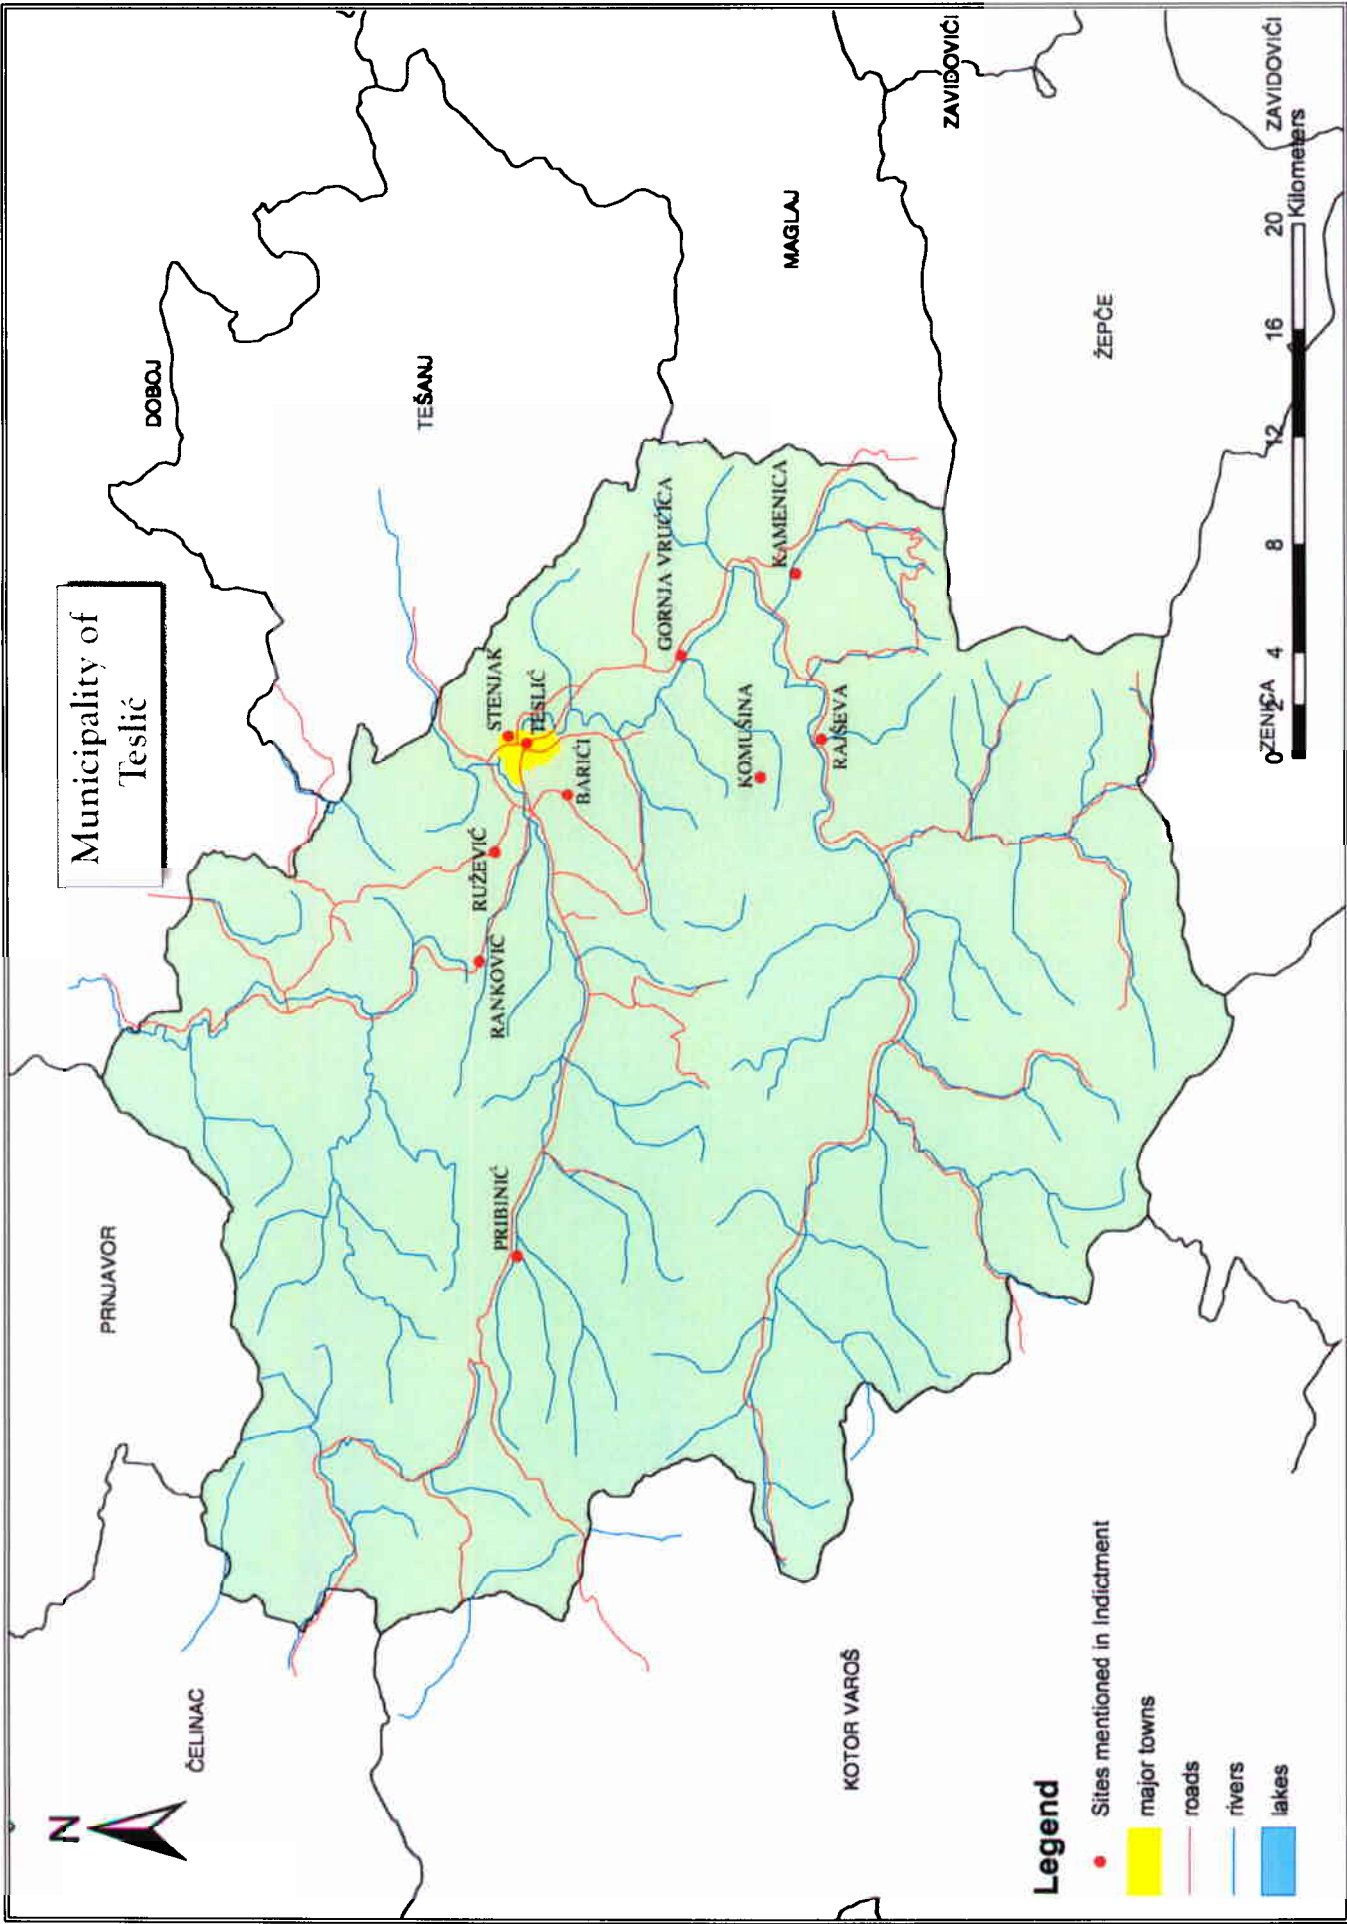 Municipality of
Teslić
N
DOBOJ
PRNJAVOR
ČELINAC
TEŠANJ
RUŽEVIĆ
STENJAK
RANKOVIĆ
PRIBINIĆ
TESLIĆ
BARIĆI
GORNJA VRUĆICA
KOMUŠINA
KAMENICA
MAGLAJ
RAJŠEVA
KOTOR VAROŠ
ZAVIDOVIĆI
ŽEPČE
ZENICA
ZAVIDOVIĆI
Legend
Sites mentioned in Indictment
major towns
roads
rivers
lakes
0 2 4 8 12 16 20
Kilometers